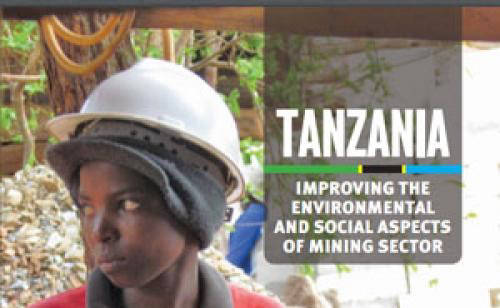 TANZANIA
IMPROVING THE
ENVIRONMENTAL
AND SOCIAL ASPECTS
OF MINING SECTOR